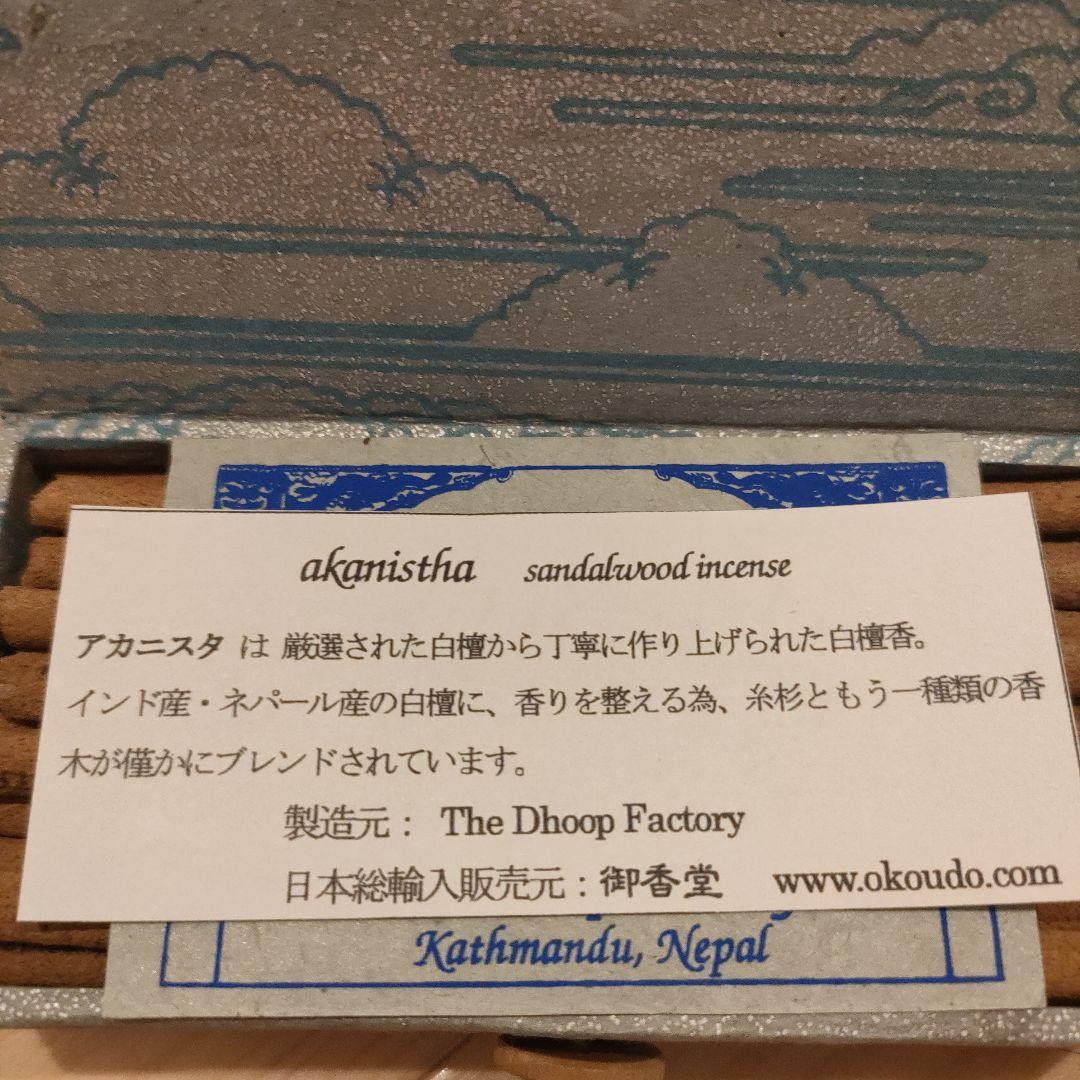 akanistha sandalwood incense
アカニスタ は 厳選された白檀から丁寧に作り上げられた白檀香。
インド産・ネパール産の白檀に、香りを整える為、糸杉ともう一種類の香
木が僅かにブレンドされています。
製造元： The Dhoop Factory
日本総輸入販売元：御香堂 www.okoudo.com
Kathmandu, Nepal